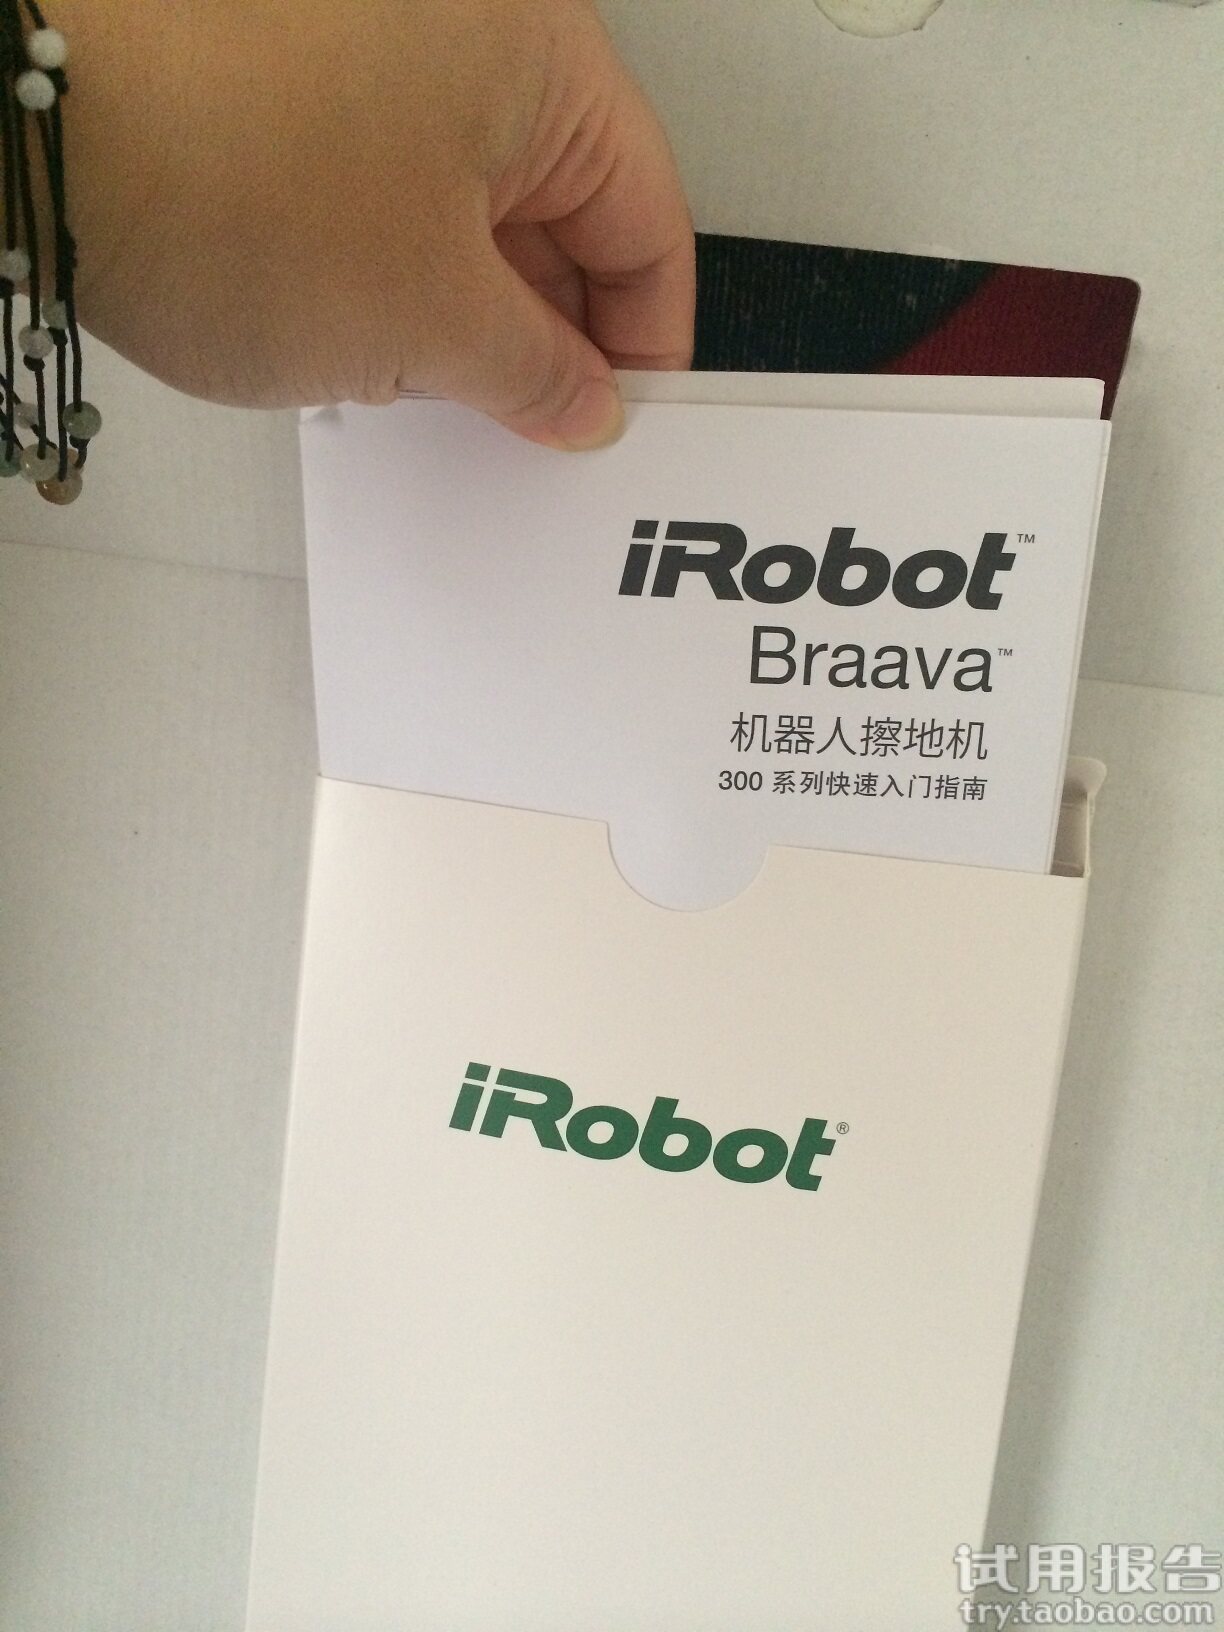 iRobot™
Braava™
机器人擦地机
300 系列快速入门指南
iRobot®
试用报告
try.taobao.com